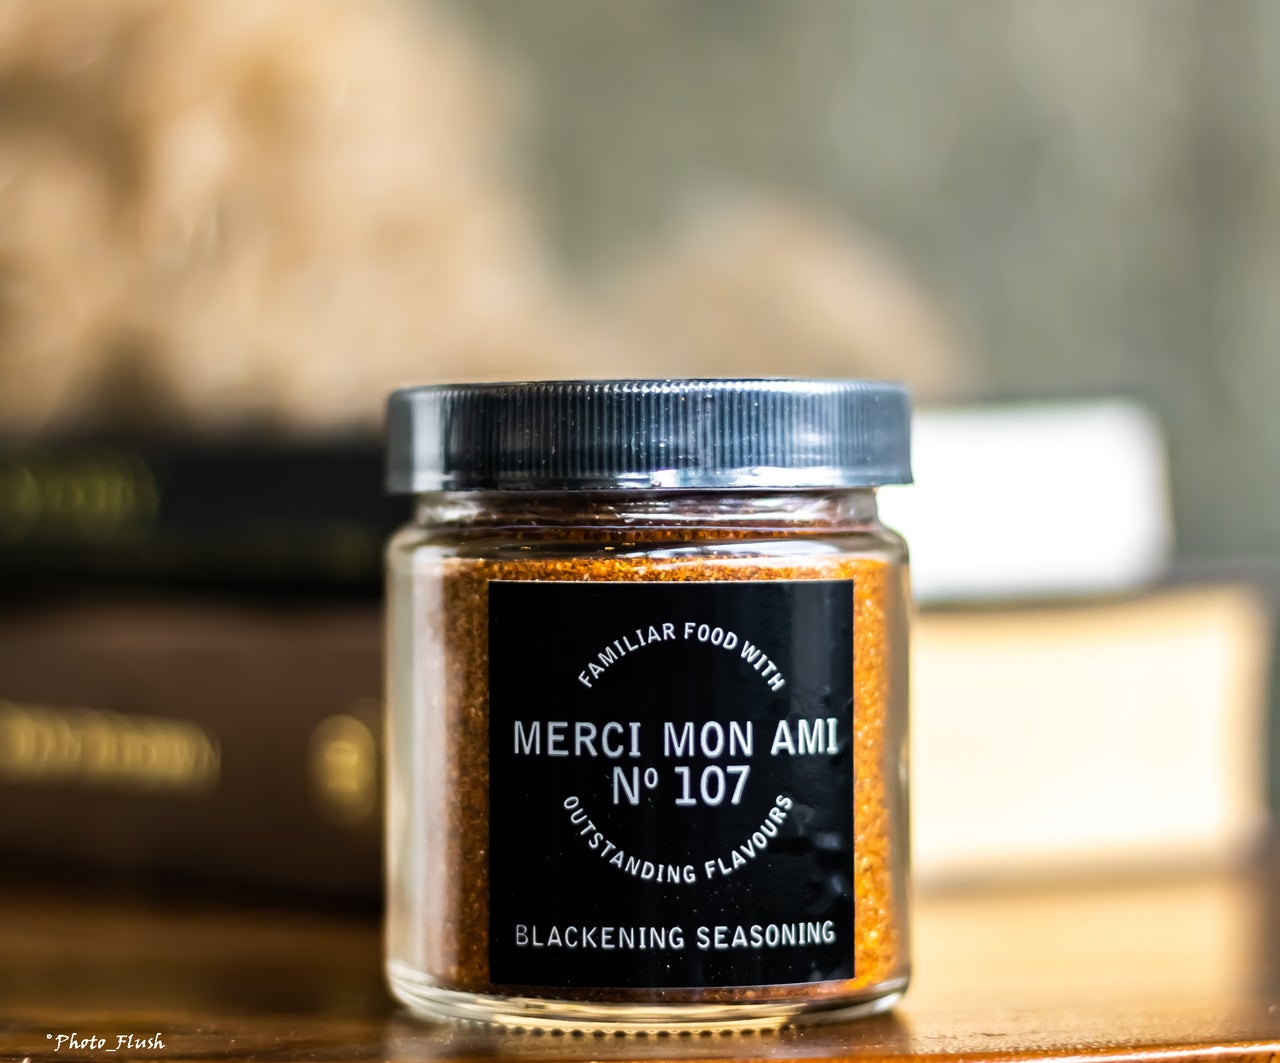 FAMILIAR FOOD WITH
MERCI MON AMI
Nº 107
OUTSTANDING FLAVOURS
BLACKENING SEASONING
°Photo_Flush